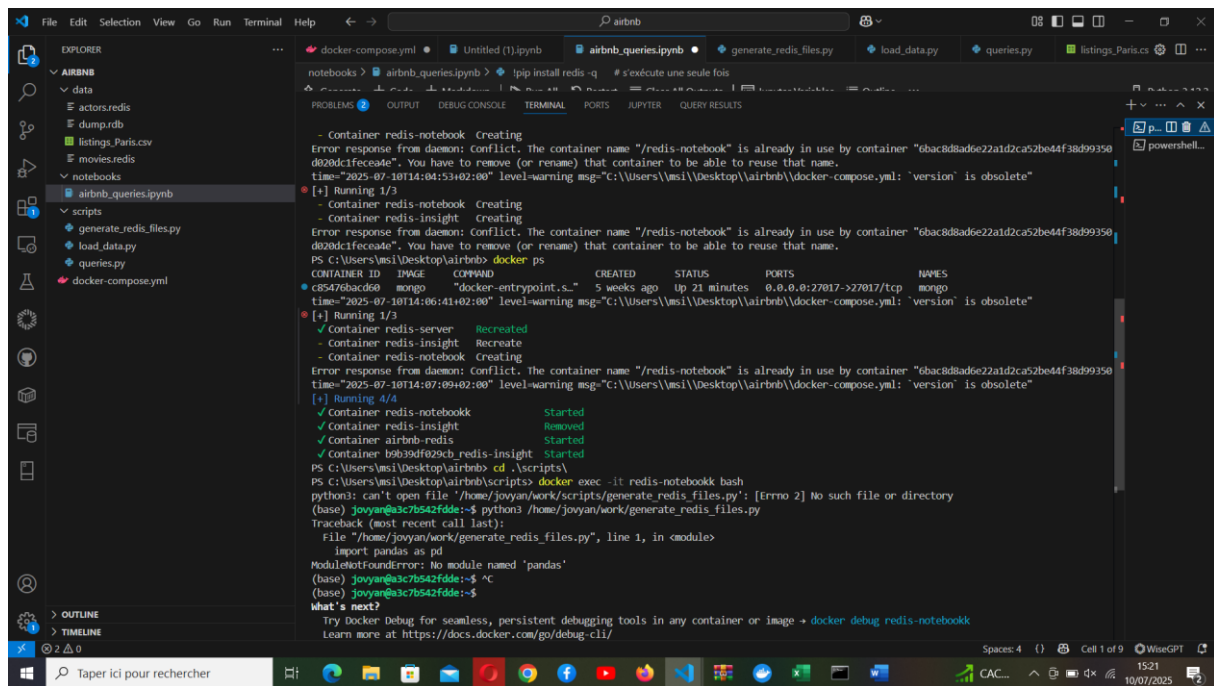 File Edit Selection View Go Run Terminal Help
airbnb
EXPLORER
AIRBNB
data
actors.redis
dump.rdb
listings_Paris.csv
movies.redis
notebooks
airbnb_queries.ipynb
scripts
generate_redis_files.py
load_data.py
queries.py
docker-compose.yml
OUTLINE
TIMELINE
docker-compose.yml Untitled (1).ipynb airbnb_queries.ipynb generate_redis_files.py load_data.py queries.py listings_Paris.cs
notebooks > airbnb_queries.ipynb > !pip install redis -q # s'exécute une seule fois
PROBLEMS 2 OUTPUT DEBUG CONSOLE TERMINAL PORTS JUPYTER QUERY RESULTS
p...
powershell...
- Container redis-notebook Creating
Error response from daemon: Conflict. The container name "/redis-notebook" is already in use by container "6bac8d8ad6e22a1d2ca52be44f38d99350
d020dc1fecea4e". You have to remove (or rename) that container to be able to reuse that name.
time="2025-07-10T14:04:53+02:00" level=warning msg="C:\\Users\\msi\\Desktop\\airbnb\\docker-compose.yml: `version` is obsolete"
[+] Running 1/3
- Container redis-notebook Creating
- Container redis-insight Creating
Error response from daemon: Conflict. The container name "/redis-notebook" is already in use by container "6bac8d8ad6e22a1d2ca52be44f38d99350
d020dc1fecea4e". You have to remove (or rename) that container to be able to reuse that name.
PS C:\Users\msi\Desktop\airbnb> docker ps
CONTAINER ID IMAGE COMMAND CREATED STATUS PORTS NAMES
c85476bacd60 mongo "docker-entrypoint.s…" 5 weeks ago Up 21 minutes 0.0.0.0:27017->27017/tcp mongo
time="2025-07-10T14:06:41+02:00" level=warning msg="C:\\Users\\msi\\Desktop\\airbnb\\docker-compose.yml: `version` is obsolete"
[+] Running 1/3
✓ Container redis-server Recreated
- Container redis-insight Recreate
- Container redis-notebook Creating
Error response from daemon: Conflict. The container name "/redis-notebook" is already in use by container "6bac8d8ad6e22a1d2ca52be44f38d99350
time="2025-07-10T14:07:09+02:00" level=warning msg="C:\\Users\\msi\\Desktop\\airbnb\\docker-compose.yml: `version` is obsolete"
[+] Running 4/4
✓ Container redis-notebookk Started
✓ Container redis-insight Removed
✓ Container airbnb-redis Started
✓ Container b9b39df029cb_redis-insight Started
PS C:\Users\msi\Desktop\airbnb> cd .\scripts\
PS C:\Users\msi\Desktop\airbnb\scripts> docker exec -it redis-notebookk bash
python3: can't open file '/home/jovyan/work/scripts/generate_redis_files.py': [Errno 2] No such file or directory
(base) jovyan@a3c7b542fdde:~$ python3 /home/jovyan/work/generate_redis_files.py
Traceback (most recent call last):
File "/home/jovyan/work/generate_redis_files.py", line 1, in <module>
import pandas as pd
ModuleNotFoundError: No module named 'pandas'
(base) jovyan@a3c7b542fdde:~$ ^C
(base) jovyan@a3c7b542fdde:~$
What's next?
Try Docker Debug for seamless, persistent debugging tools in any container or image → docker debug redis-notebookk
Learn more at https://docs.docker.com/go/debug-cli/
2 0 Spaces: 4 {} Cell 1 of 9 WiseGPT
Taper ici pour rechercher
CAC...
15:21
10/07/2025
2